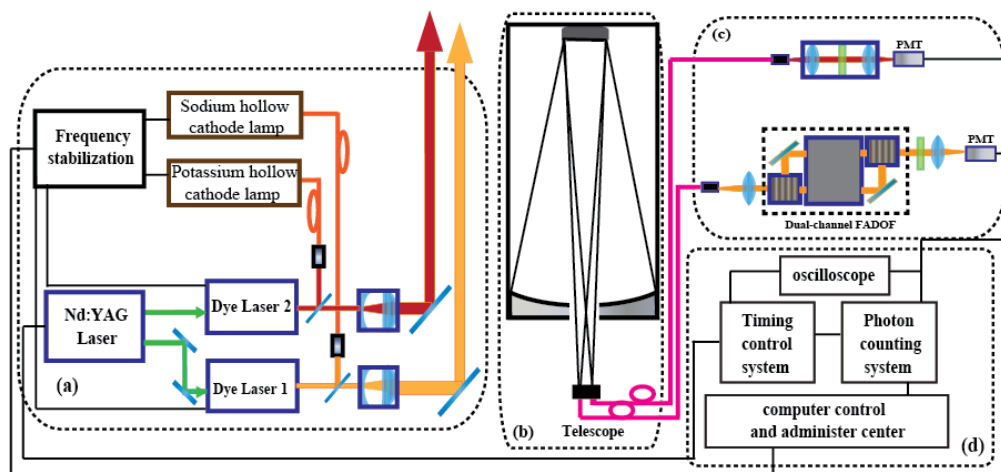 Sodium hollow
cathode lamp
Frequency
stabilization
Potassium hollow
cathode lamp
Dye Laser 2
Nd:YAG
Laser
Dye Laser 1
(a)
(b)
Telescope
(c)
PMT
PMT
Dual-channel FADOF
oscilloscope
Timing
control
system
Photon
counting
system
computer control
and administer center
(d)